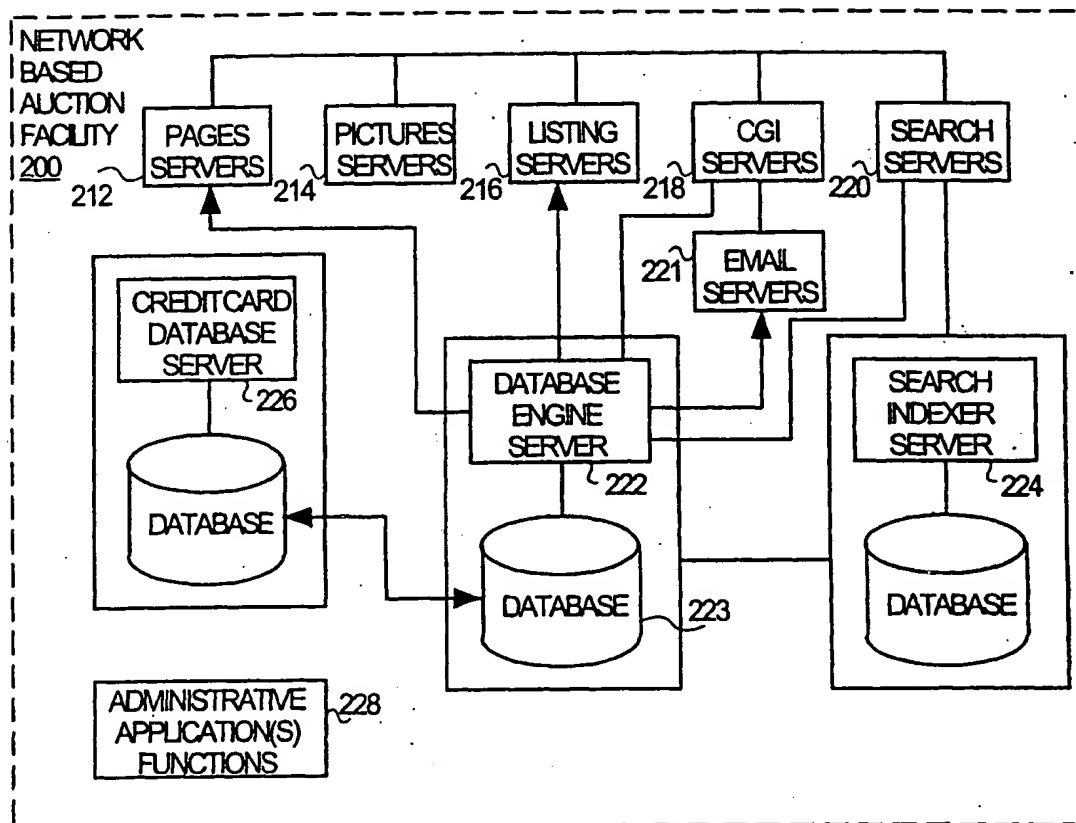 NETWORK
BASED
AUCTION
FACILITY
200
PAGES
SERVERS
212
PICTURES
SERVERS
214
LISTING
SERVERS
216
CGI
SERVERS
218
SEARCH
SERVERS
220
EMAIL
SERVERS
221
CREDIT CARD
DATABASE
SERVER
226
DATABASE
DATABASE
ENGINE
SERVER
222
DATABASE
223
SEARCH
INDEXER
SERVER
224
DATABASE
ADMINISTRATIVE
APPLICATION(S)
FUNCTIONS
228